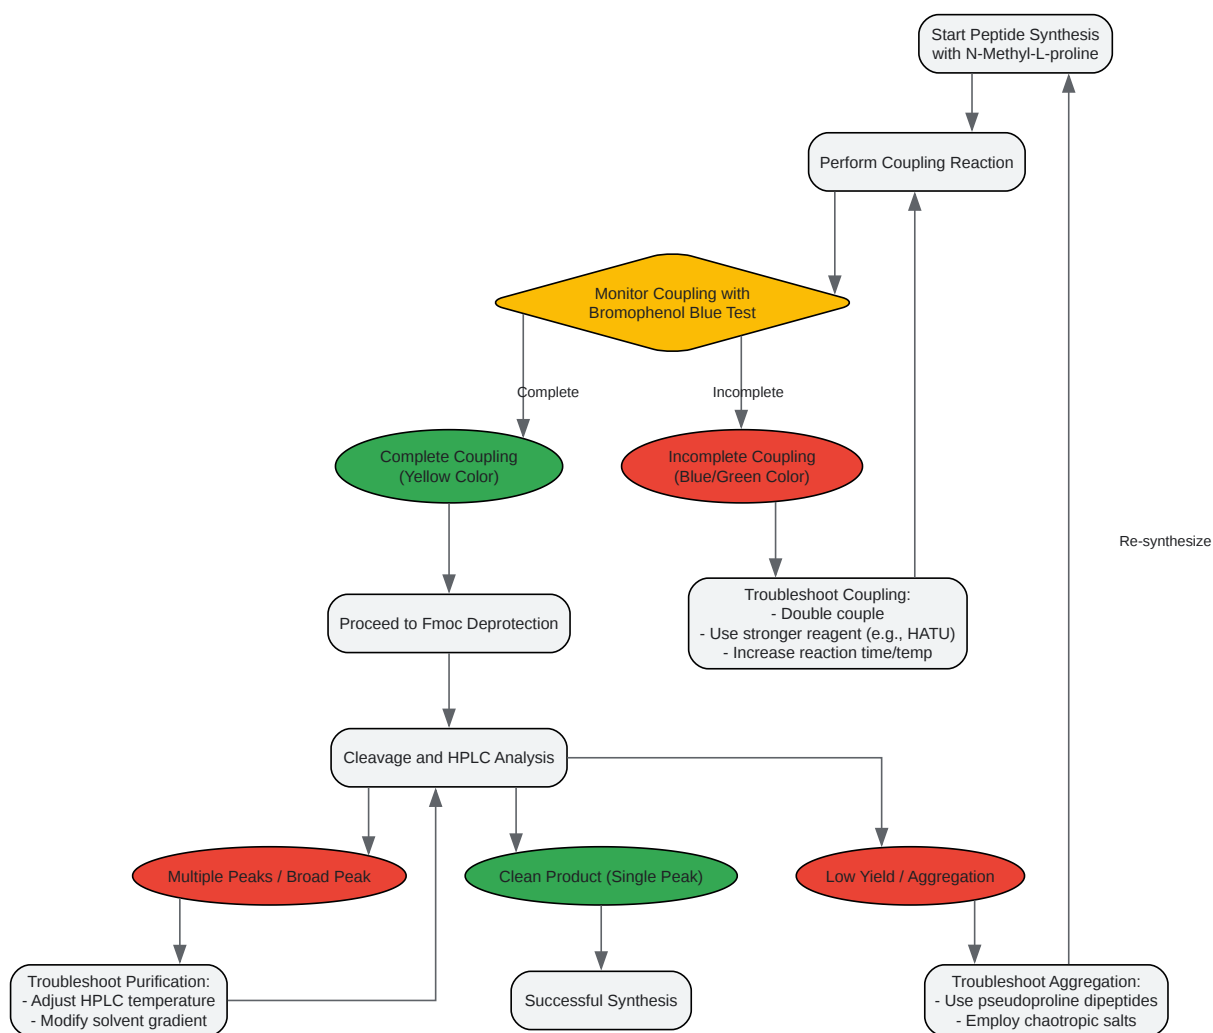 Start Peptide Synthesis
with N-Methyl-L-proline
Perform Coupling Reaction
Monitor Coupling with
Bromophenol Blue Test
Complete
Incomplete
Complete Coupling
(Yellow Color)
Incomplete Coupling
(Blue/Green Color)
Re-synthesize
Proceed to Fmoc Deprotection
Troubleshoot Coupling:
- Double couple
- Use stronger reagent (e.g., HATU)
- Increase reaction time/temp
Cleavage and HPLC Analysis
Multiple Peaks / Broad Peak
Clean Product (Single Peak)
Low Yield / Aggregation
Troubleshoot Purification:
- Adjust HPLC temperature
- Modify solvent gradient
Successful Synthesis
Troubleshoot Aggregation:
- Use pseudoproline dipeptides
- Employ chaotropic salts